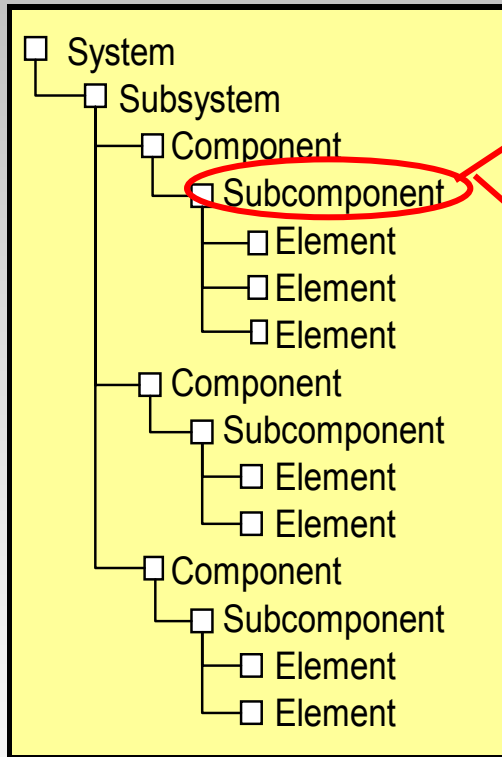 System
Subsystem
Component
Subcomponent
Element
Element
Element
Component
Subcomponent
Element
Element
Component
Subcomponent
Element
Element